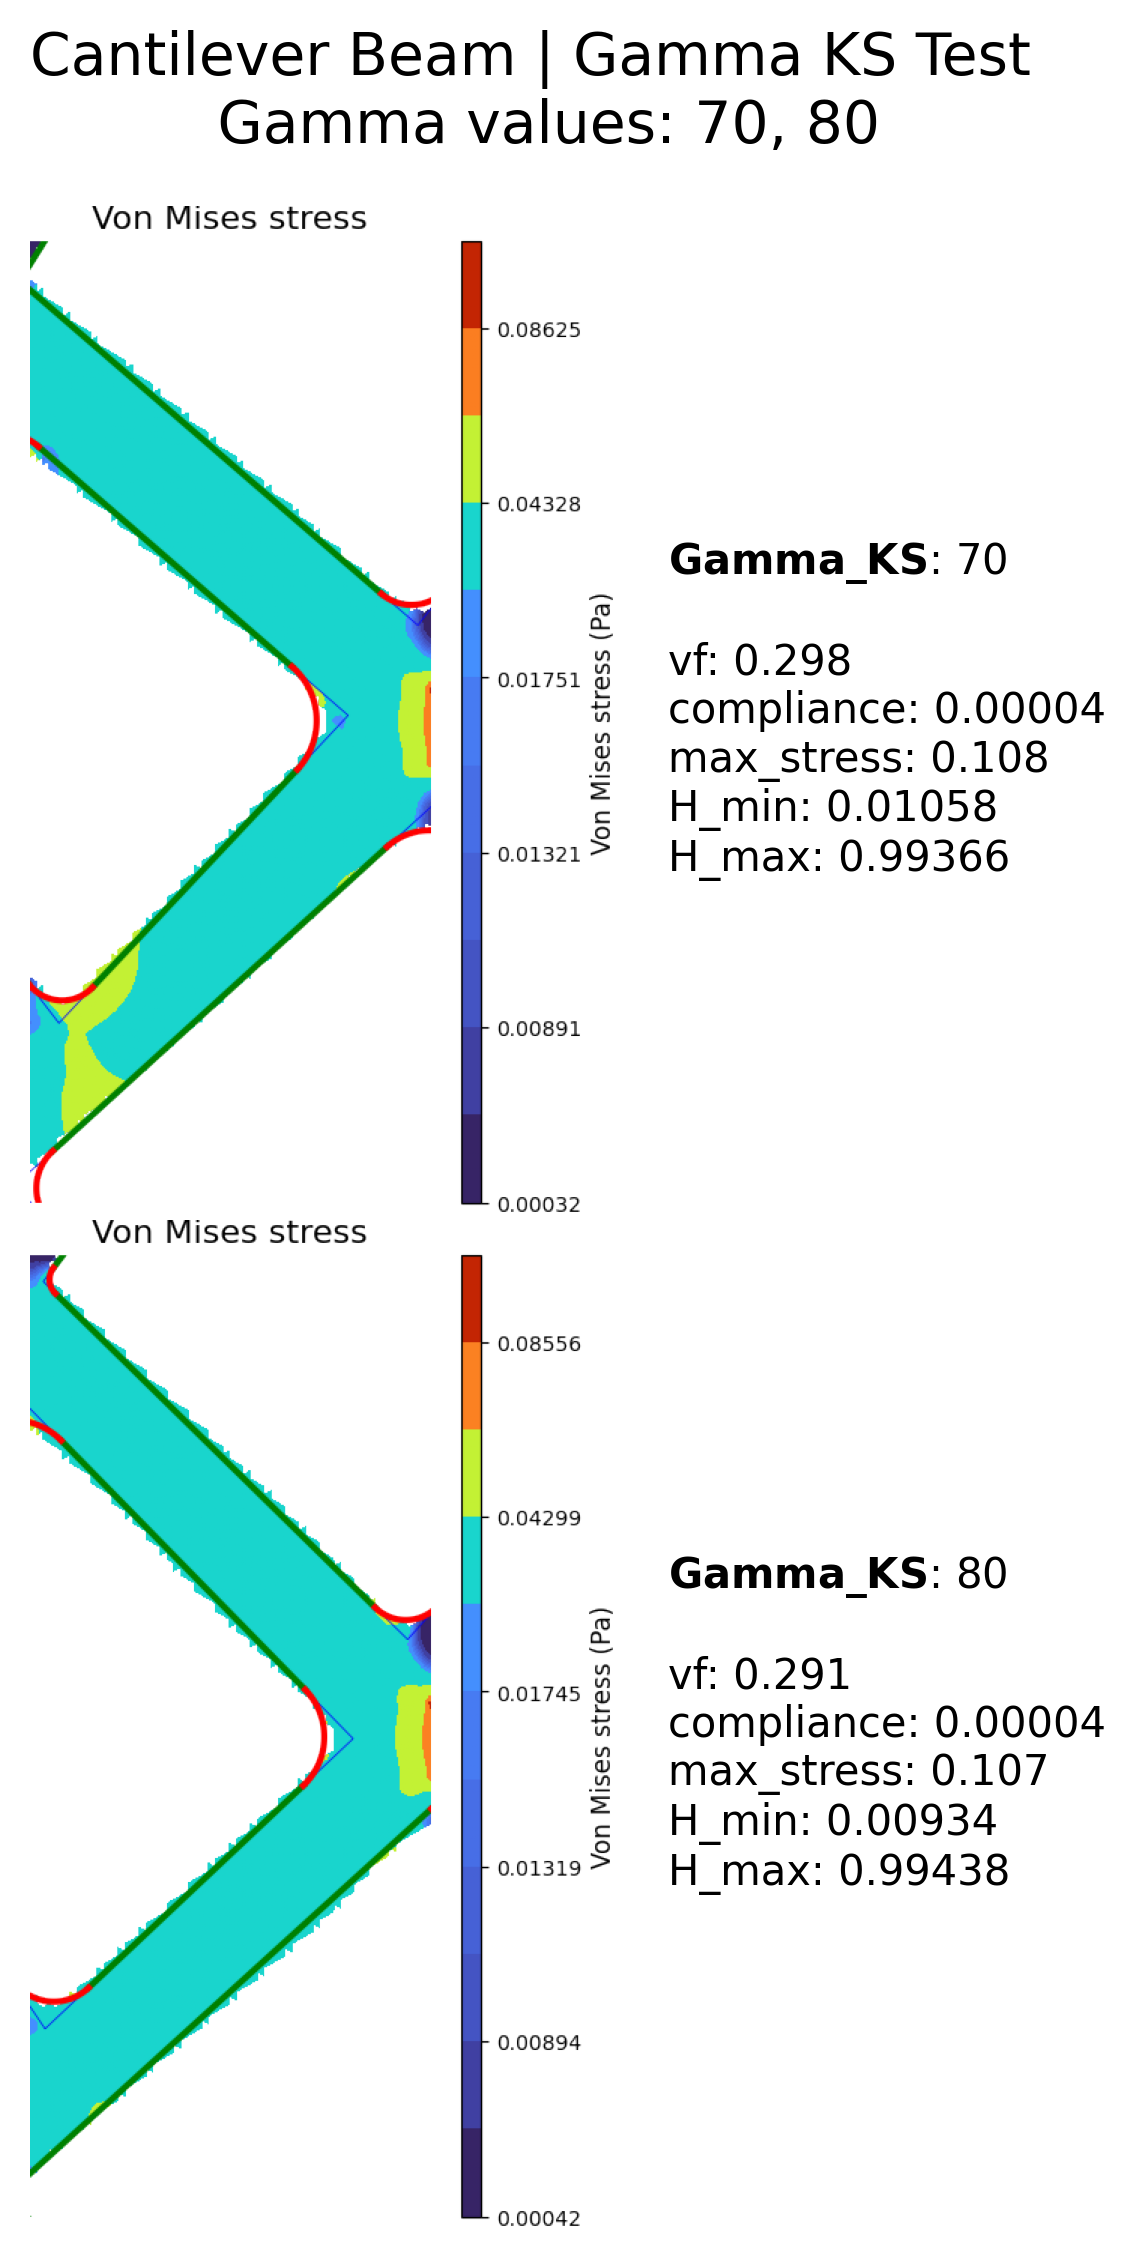 Cantilever Beam | Gamma KS Test
Gamma values: 70, 80
Von Mises stress
0.08625
0.04328
0.01751
0.01321
0.00891
0.00032
Von Mises stress (Pa)
Gamma_KS: 70
vf: 0.298
compliance: 0.00004
max_stress: 0.108
H_min: 0.01058
H_max: 0.99366
Von Mises stress
0.08556
0.04299
0.01745
0.01319
0.00894
0.00042
Von Mises stress (Pa)
Gamma_KS: 80
vf: 0.291
compliance: 0.00004
max_stress: 0.107
H_min: 0.00934
H_max: 0.99438